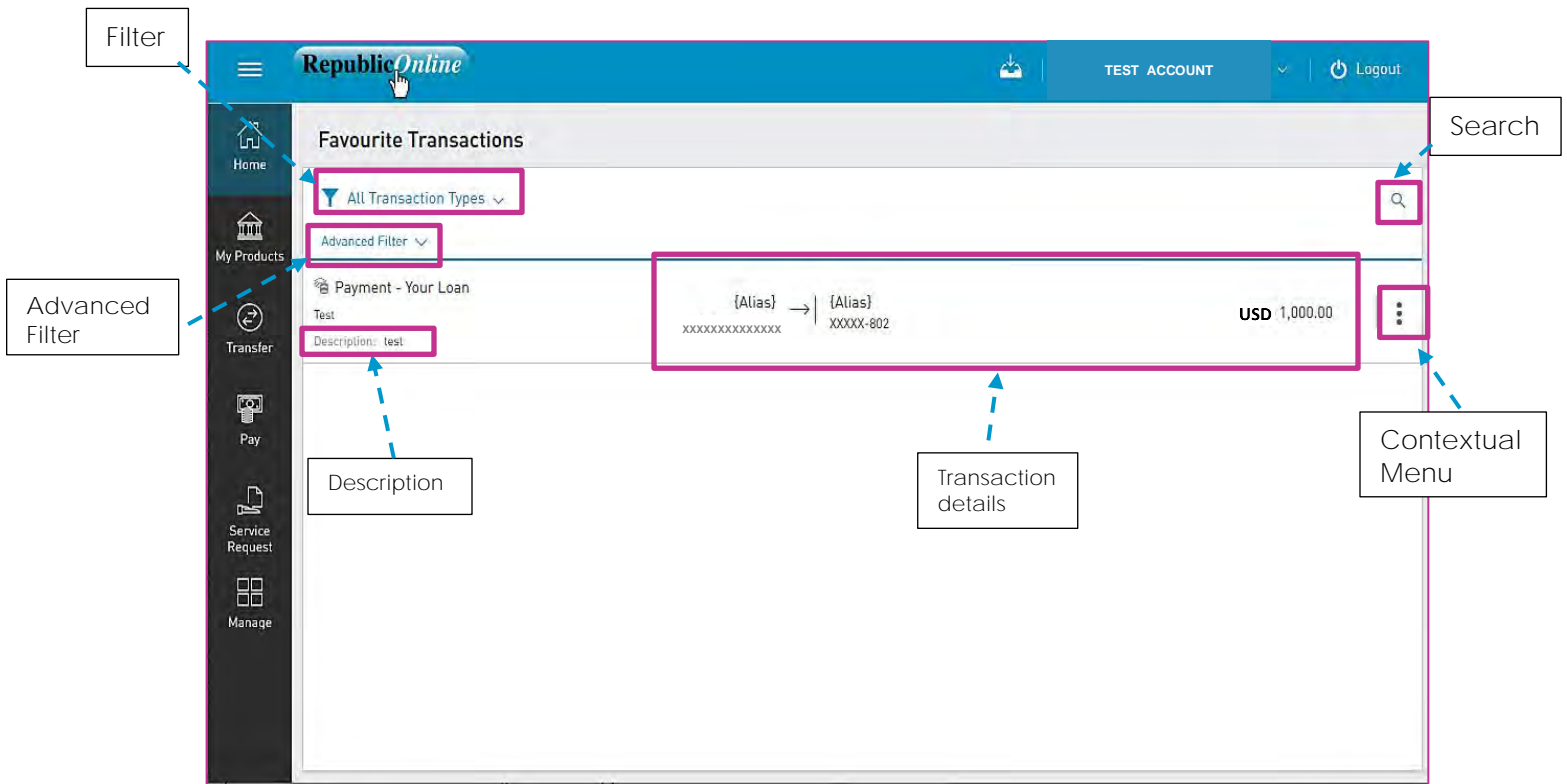 Filter
RepublicOnline
TEST ACCOUNT
Logout
Search
Home
Favourite Transactions
All Transaction Types
My Products
Advanced Filter
Advanced
Filter
Payment - Your Loan
Test
Description: test
{Alias}
xxxxxxxxxxxxxx
{Alias}
XXXXX-802
USD 1,000.00
Transfer
Pay
Description
Transaction
details
Contextual
Menu
Service
Request
Manage